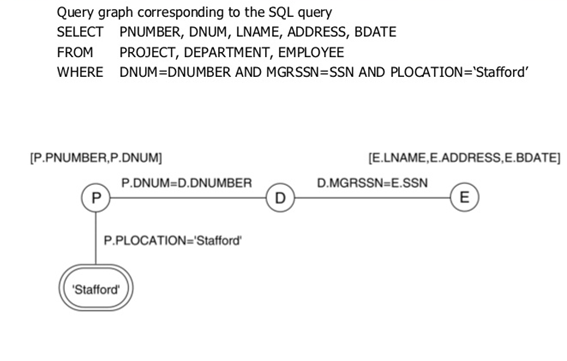 Query graph corresponding to the SQL query
SELECT PNUMBER, DNUM, LNAME, ADDRESS, BDATE
FROM PROJECT, DEPARTMENT, EMPLOYEE
WHERE DNUM=DNUMBER AND MGRSSN=SSN AND PLOCATION=‘Stafford’
[P.PNUMBER,P.DNUM] [E.LNAME,E.ADDRESS,E.BDATE]
P.DNUM=D.DNUMBER D.MGRSSN=E.SSN
P D E
P.PLOCATION='Stafford'
'Stafford'